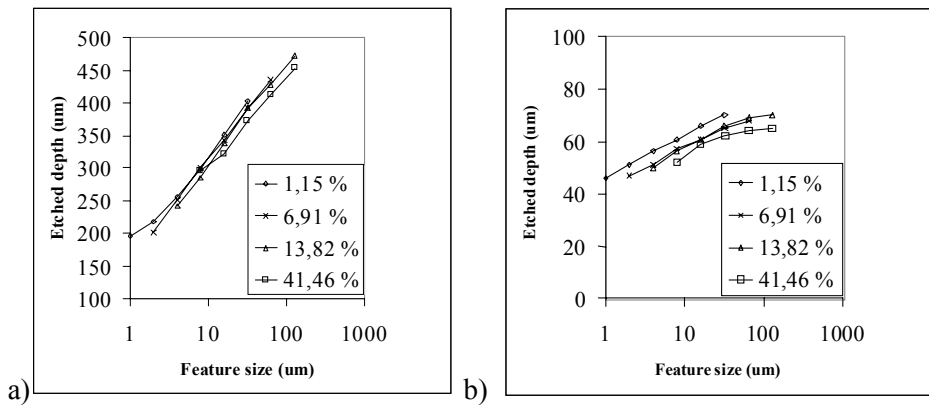 500
450
400
350
300
250
200
150
100
Etched depth (um)
1,15 %
6,91 %
13,82 %
41,46 %
1 10 100 1000
Feature size (um)
a)
100
80
60
40
20
0
Etched depth (um)
1,15 %
6,91 %
13,82 %
41,46 %
1 10 100 1000
Feature size (um)
b)